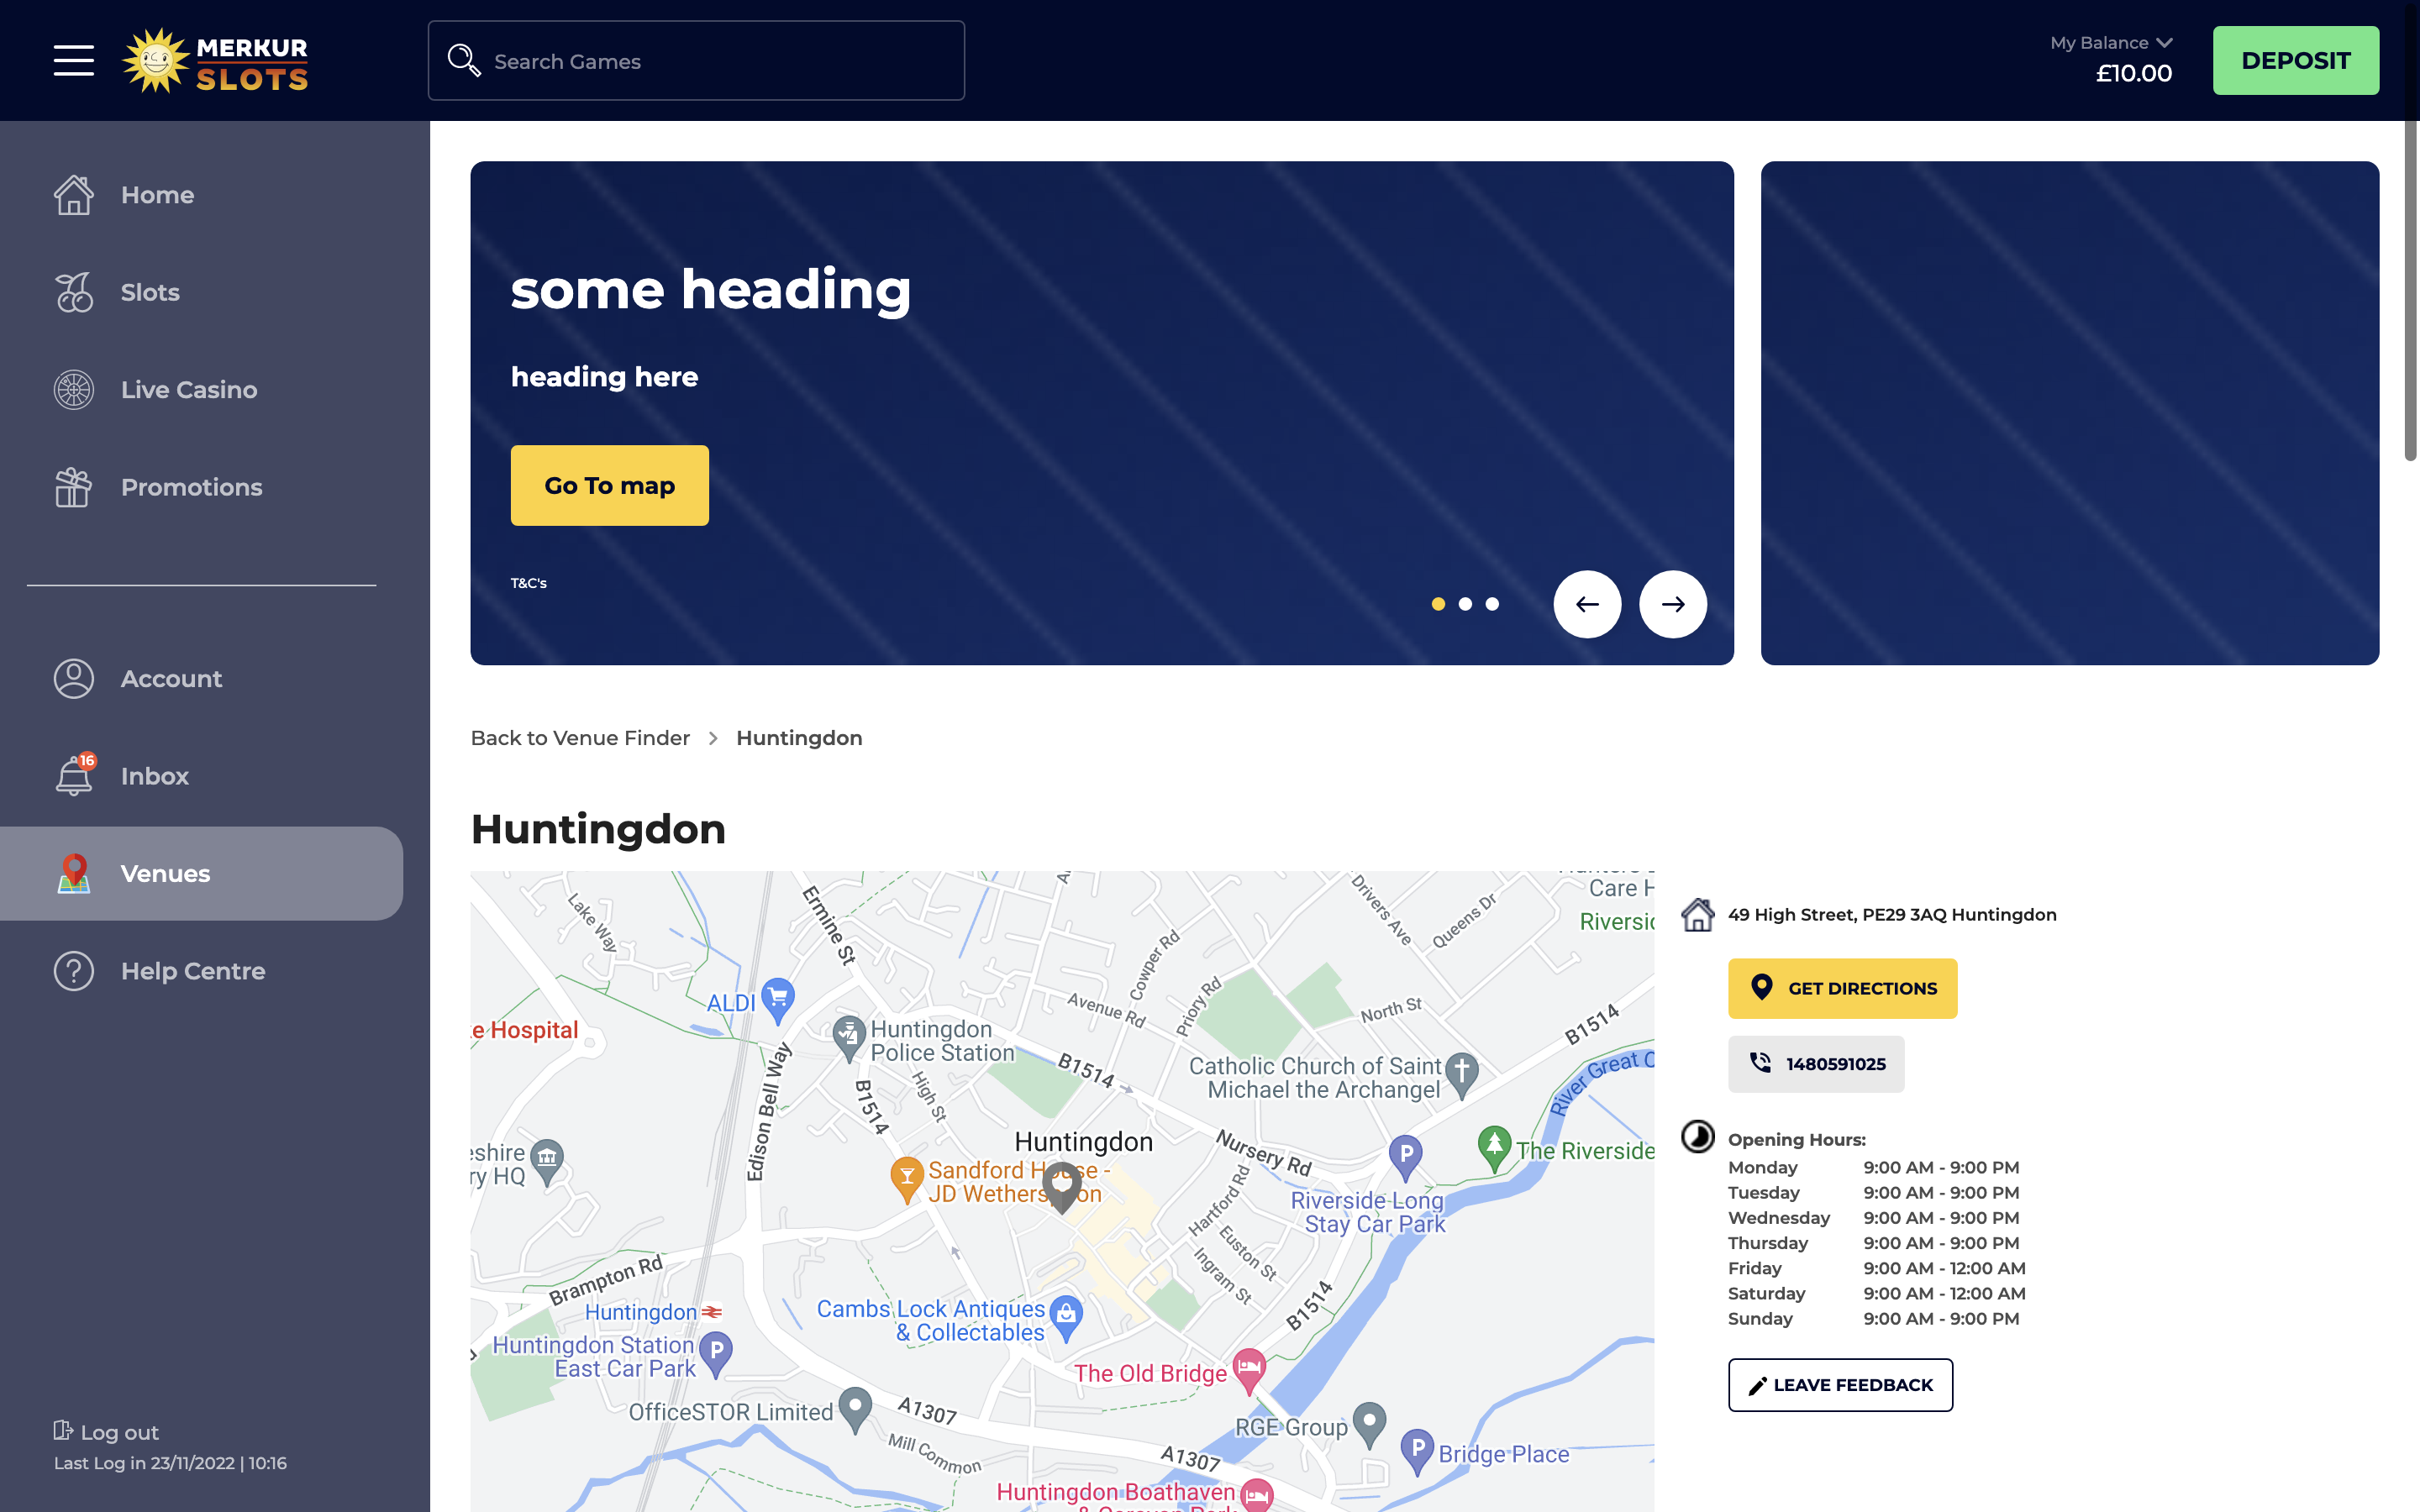 MERKUR
SLOTS
Search Games
My Balance
£10.00
DEPOSIT
Home
Slots
Live Casino
Promotions
Account
16
Inbox
Venues
Help Centre
Log out
Last Log in 23/11/2022 | 10:16
some heading
heading here
Go To map
T&C's
Back to Venue Finder > Huntingdon
Huntingdon
Lake Way
Ermine St
Drivers Ave
Queens Dr
Care H
Riversid
Cowper Rd
Priory Rd
Avenue Rd
North St
B1514
ALDI
e Hospital
Huntingdon
Police Station
B1514
Catholic Church of Saint
Michael the Archangel
River Great O
Edison Bell Way
B1514
High St
Huntingdon
Nursery Rd
The Riverside
P
eshire
ry HQ
Sandford House -
JD Wetherspoon
Riverside Long
Stay Car Park
Hartford Rd
Euston St
Ingram St
B1514
Brampton Rd
Huntingdon
Huntingdon Station
East Car Park
P
Cambs Lock Antiques
& Collectables
The Old Bridge
OfficeSTOR Limited
A1307
Mill Common
RGE Group
P
Bridge Place
A1307
Huntingdon Boathaven
& Caravan Park
49 High Street, PE29 3AQ Huntingdon
GET DIRECTIONS
1480591025
Opening Hours:
Monday 9:00 AM - 9:00 PM
Tuesday 9:00 AM - 9:00 PM
Wednesday 9:00 AM - 9:00 PM
Thursday 9:00 AM - 9:00 PM
Friday 9:00 AM - 12:00 AM
Saturday 9:00 AM - 12:00 AM
Sunday 9:00 AM - 9:00 PM
LEAVE FEEDBACK